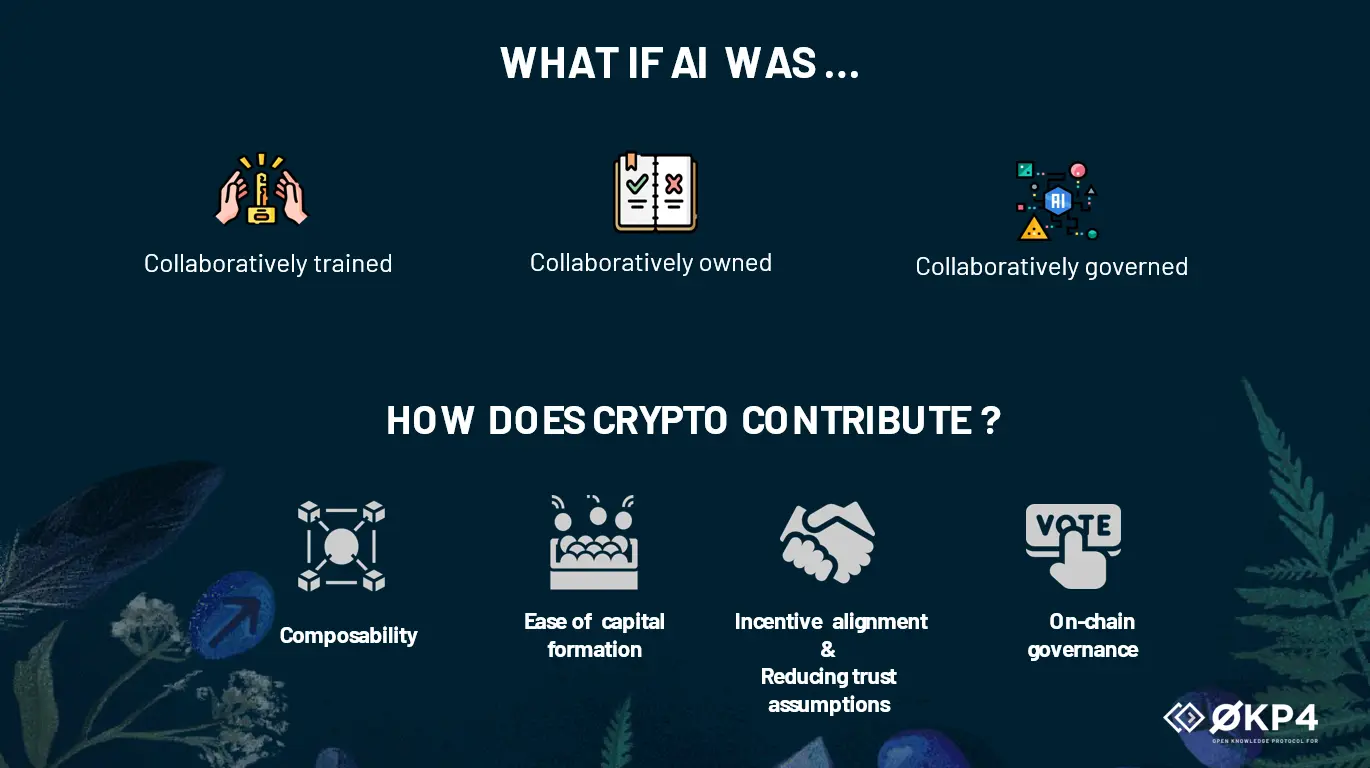 WHAT IF AI WAS ...
Collaboratively trained
Collaboratively owned
Collaboratively governed
AI
HOW DOES CRYPTO CONTRIBUTE ?
VOTE
Composability
Ease of capital
formation
Incentive alignment
&
Reducing trust
assumptions
On-chain
governance
ØKP4
OPEN KNOWLEDGE PROTOCOL FOR